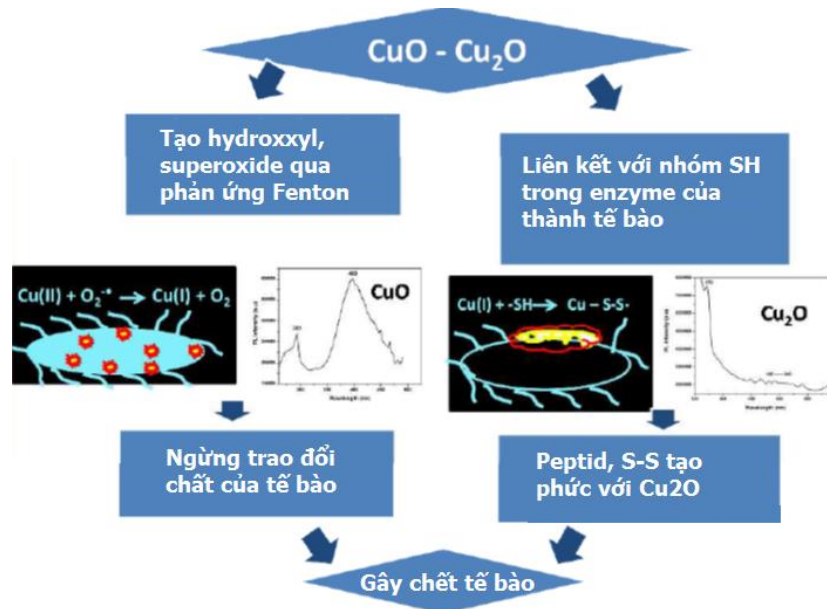 CuO - Cu₂O
Tạo hydroxxyl,
superoxide qua
phản ứng Fenton
Liên kết với nhóm SH
trong enzyme của
thành tế bào
Cu(II) + O₂⁻• → Cu(I) + O₂
CuO
Cu(I) + -SH → Cu – S-S-
Cu₂O
Ngừng trao đổi
chất của tế bào
Peptid, S-S tạo
phức với Cu2O
Gây chết tế bào